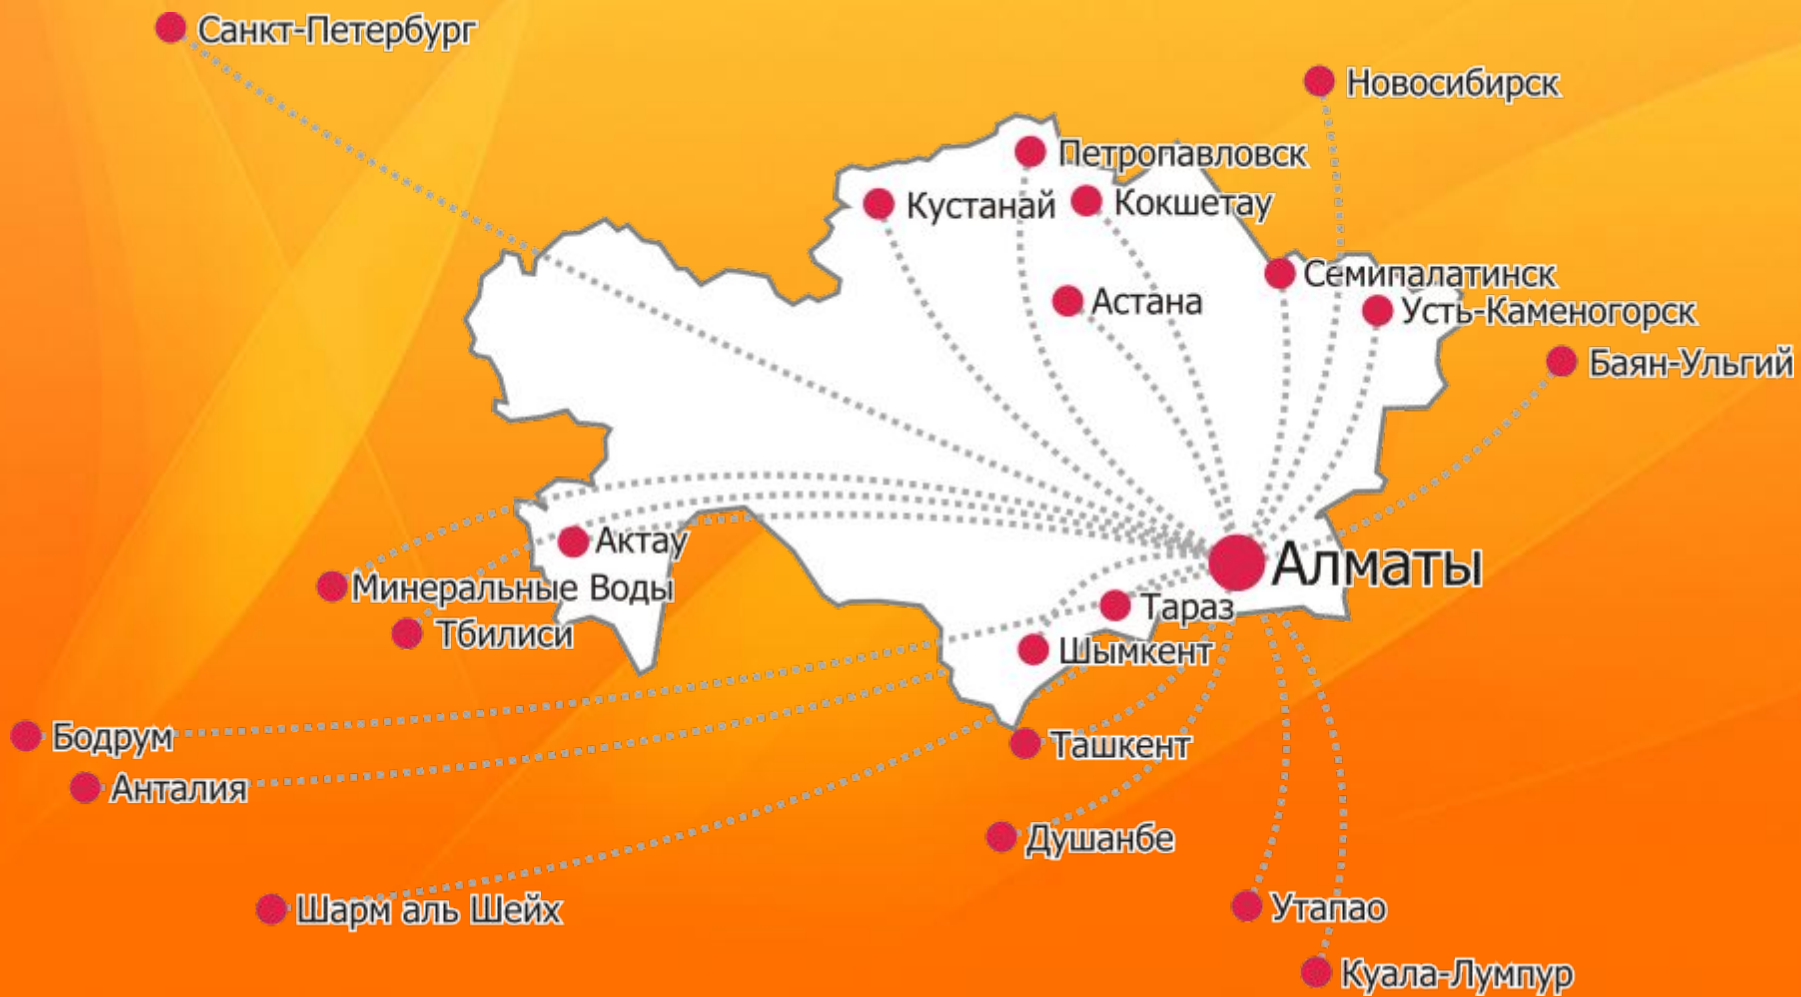 Санкт-Петербург
Новосибирск
Петропавловск
Кустанай
Кокшетау
Семипалатинск
Астана
Усть-Каменогорск
Баян-Ульгий
Актау
Алматы
Минеральные Воды
Тараз
Тбилиси
Шымкент
Бодрум
Ташкент
Анталия
Душанбе
Шарм аль Шейх
Утапао
Куала-Лумпур